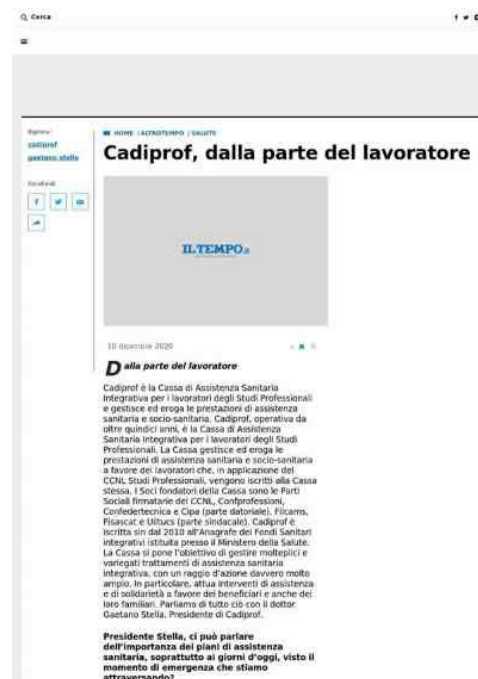 Cerca
HOME / ALTROTEMPO / SALUTE
cadiprof
gaetano stella
Cadiprof, dalla parte del lavoratore
IL TEMPO.it
10 dicembre 2020
Dalla parte del lavoratore
Cadiprof è la Cassa di Assistenza Sanitaria
Integrativa per i lavoratori degli Studi Professionali
e gestisce ed eroga le prestazioni di assistenza
sanitaria e socio-sanitaria. Cadiprof, operativa da
oltre quindici anni, è la Cassa di Assistenza
Sanitaria Integrativa per i lavoratori degli Studi
Professionali. La Cassa gestisce ed eroga le
prestazioni di assistenza sanitaria e socio-sanitaria
a favore dei lavoratori che, in applicazione del
CCNL Studi Professionali, vengono iscritti alla Cassa
stessa. I Soci fondatori della Cassa sono le Parti
Sociali firmatarie del CCNL, Confprofessioni,
Confedertecnica e Cipa (parte datoriale), Filcams,
Fisascat e Uiltucs (parte sindacale). Cadiprof è
iscritta sin dal 2010 all'Anagrafe dei Fondi Sanitari
integrativi istituita presso il Ministero della Salute.
La Cassa si pone l'obiettivo di gestire molteplici e
variegati trattamenti di assistenza sanitaria
integrativa, con un raggio d'azione davvero molto
ampio. In particolare, attua interventi di assistenza
e di solidarietà a favore dei beneficiari e anche dei
loro familiari. Parliamo di tutto ciò con il dottor
Gaetano Stella, Presidente di Cadiprof.
Presidente Stella, ci può parlare
dell'importanza dei piani di assistenza
sanitaria, soprattutto ai giorni d'oggi, visto il
momento di emergenza che stiamo
attraversando?